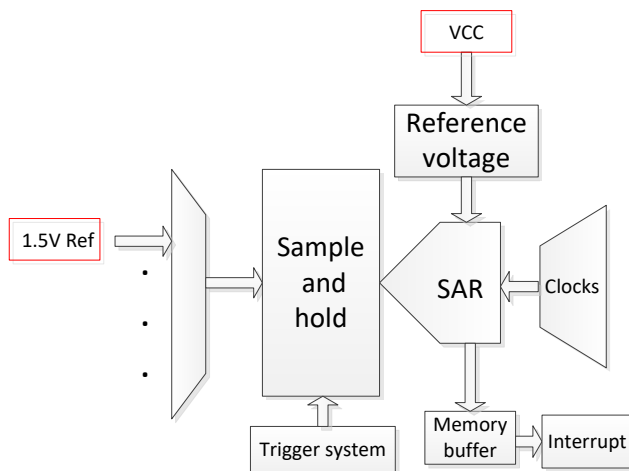 VCC
Reference
voltage
1.5V Ref
Sample
and
hold
SAR
Clocks
Trigger system
Memory
buffer
Interrupt